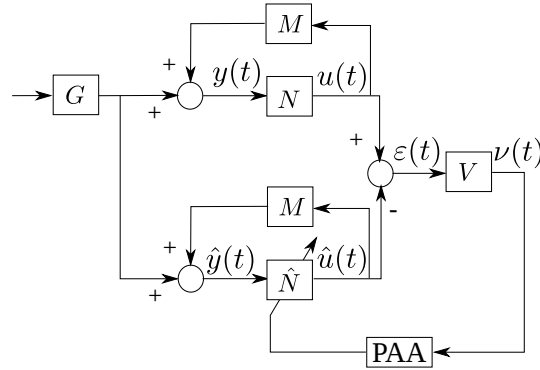 M
+
y(t)
u(t)
G
N
+
+
ε(t)
ν(t)
V
M
-
+
ŷ(t)
û(t)
N̂
+
PAA